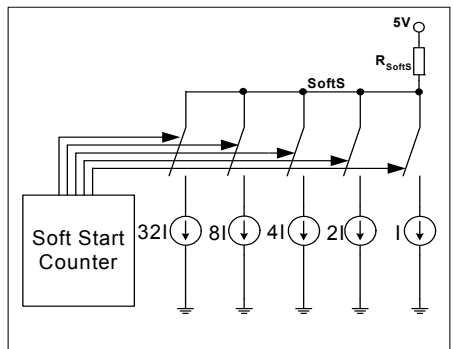 5V
RSoftS
SoftS
Soft Start
Counter
32I
8I
4I
2I
I